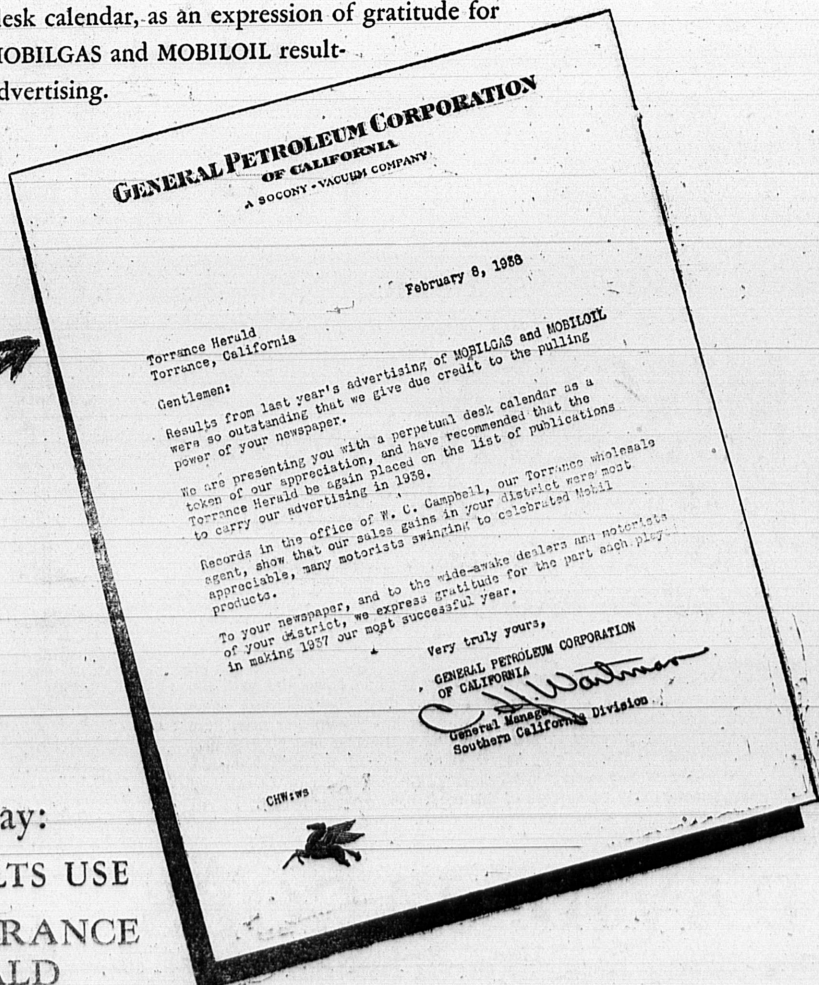 desk calendar, as an expression of gratitude for
MOBILGAS and MOBILOIL result-
dvertising.
GENERAL PETROLEUM CORPORATION
OF CALIFORNIA
A SOCONY-VACUUM COMPANY
February 8, 1938
Torrance Herald
Torrance, California
Gentlemen:
Results from last year's advertising of MOBILGAS and MOBILOIL
were so outstanding that we give due credit to the pulling
power of your newspaper.
We are presenting you with a perpetual desk calendar as a
token of our appreciation, and have recommended that the
Torrance Herald be again placed on the list of publications
to carry our advertising in 1938.
Records in the office of W. C. Campbell, our Torrance wholesale
agent, show that our sales gains in your district were most
appreciable, many motorists swinging to celebrated Mobil
products.
To your newspaper, and to the wide-awake dealers and motorists
of your district, we express gratitude for the part each play
in making 1937 our most successful year.
Very truly yours,
GENERAL PETROLEUM CORPORATION
OF CALIFORNIA
C H Wartman
General Manager
Southern California Division
CHW:ws
ay:
LTS USE
RRANCE
ALD